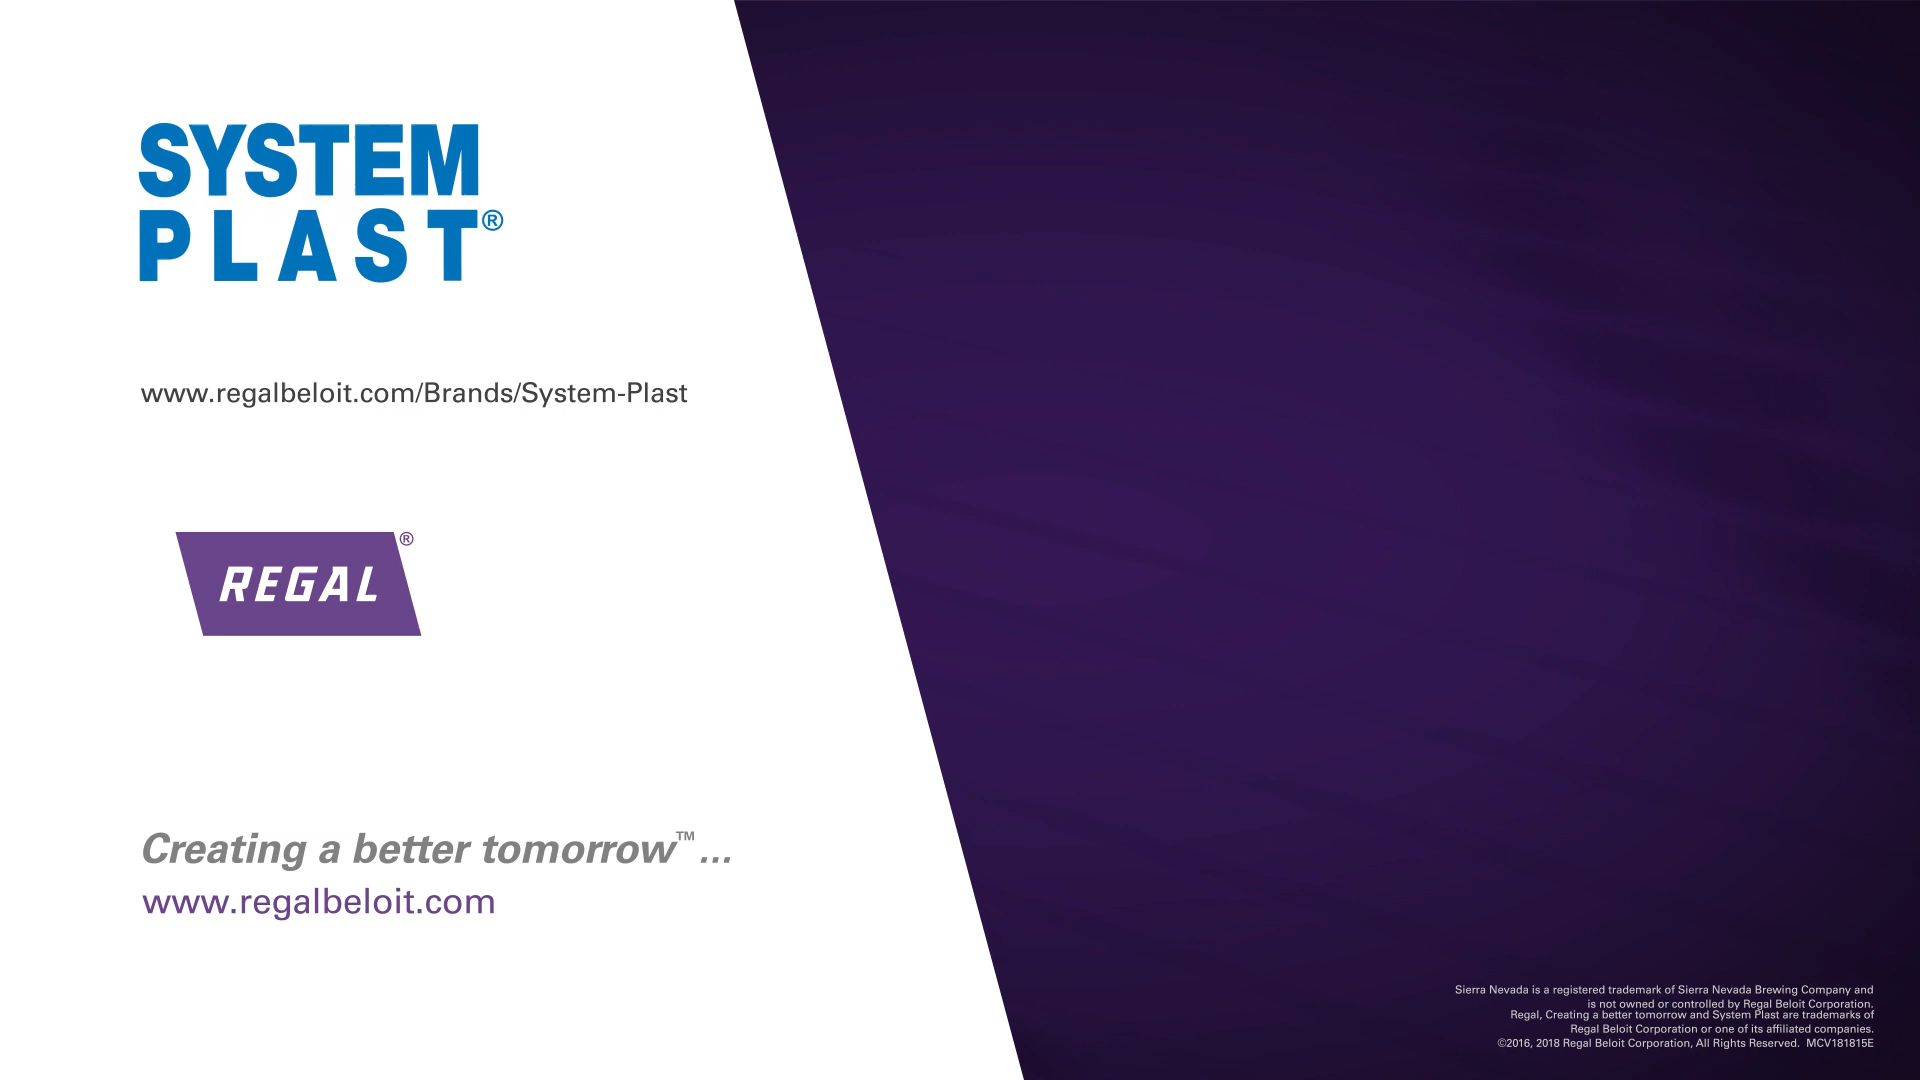 SYSTEM
PLAST®
www.regalbeloit.com/Brands/System-Plast
REGAL®
Creating a better tomorrow™...
www.regalbeloit.com
Sierra Nevada is a registered trademark of Sierra Nevada Brewing Company and
is not owned or controlled by Regal Beloit Corporation.
Regal, Creating a better tomorrow and System Plast are trademarks of
Regal Beloit Corporation or one of its affiliated companies.
©2016, 2018 Regal Beloit Corporation, All Rights Reserved. MCV181815E